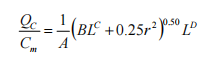 Q_C/C_m = 1/A (BL^C + 0.25r^2)^0.50 L^D